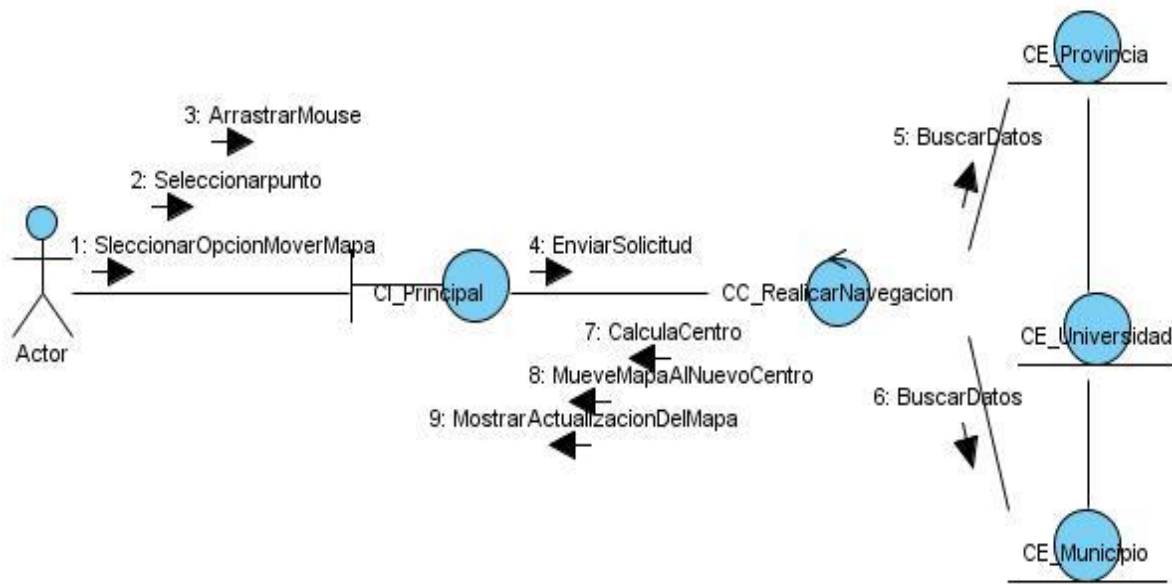 CE_Provincia
3: ArrastrarMouse
5: BuscarDatos
2: Seleccionarpunto
1: SleccionarOpcionMoverMapa
4: EnviarSolicitud
CI_Principal
CC_RealicarNavegacion
7: CalculaCentro
CE_Universidad
Actor
8: MueveMapaAlNuevoCentro
6: BuscarDatos
9: MostrarActualizacionDelMapa
CE_Municipio